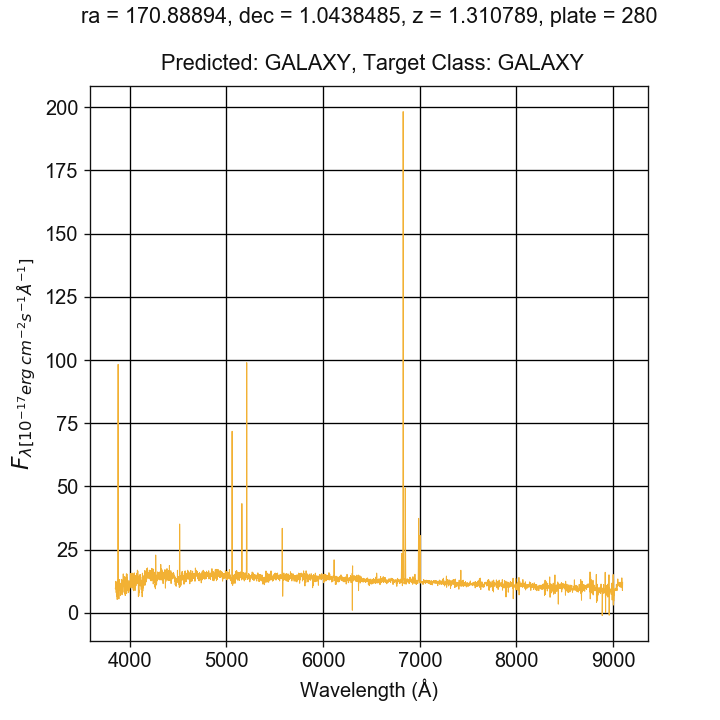 ra = 170.88894, dec = 1.0438485, z = 1.310789, plate = 280
Predicted: GALAXY, Target Class: GALAXY
200
175
150
125
100
75
50
25
0
F_λ[10^−17 erg cm^−2 s^−1 Å^−1]
4000 5000 6000 7000 8000 9000
Wavelength (Å)